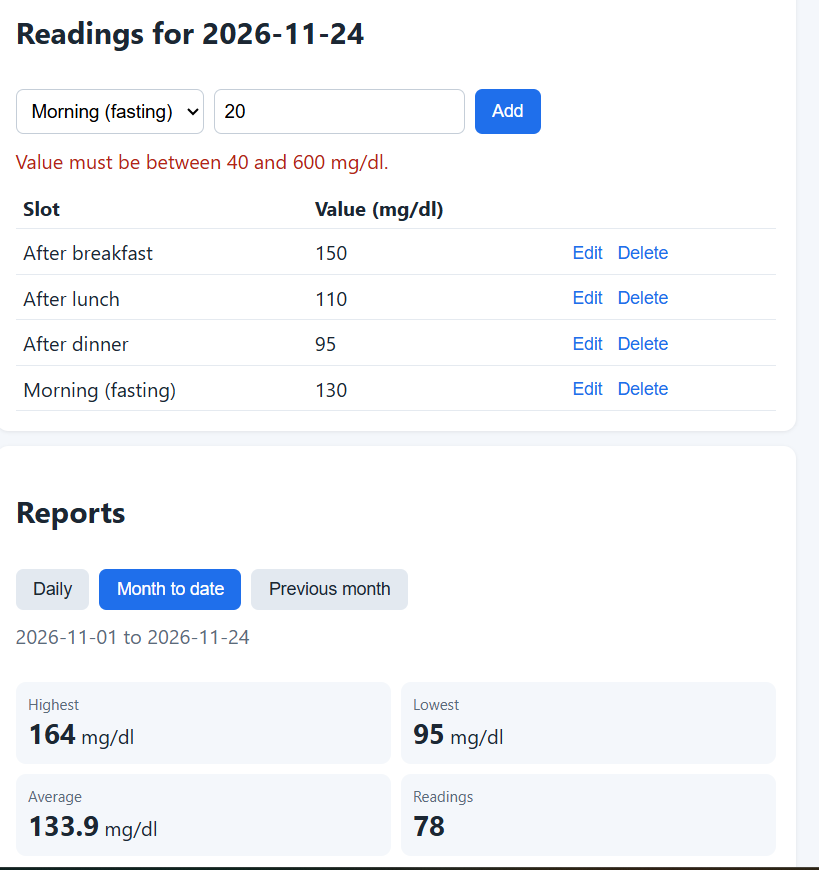 Readings for 2026-11-24
Morning (fasting) 20 Add
Value must be between 40 and 600 mg/dl.
Slot Value (mg/dl)
After breakfast 150 Edit Delete
After lunch 110 Edit Delete
After dinner 95 Edit Delete
Morning (fasting) 130 Edit Delete
Reports
Daily Month to date Previous month
2026-11-01 to 2026-11-24
Highest Lowest
164 mg/dl 95 mg/dl
Average Readings
133.9 mg/dl 78